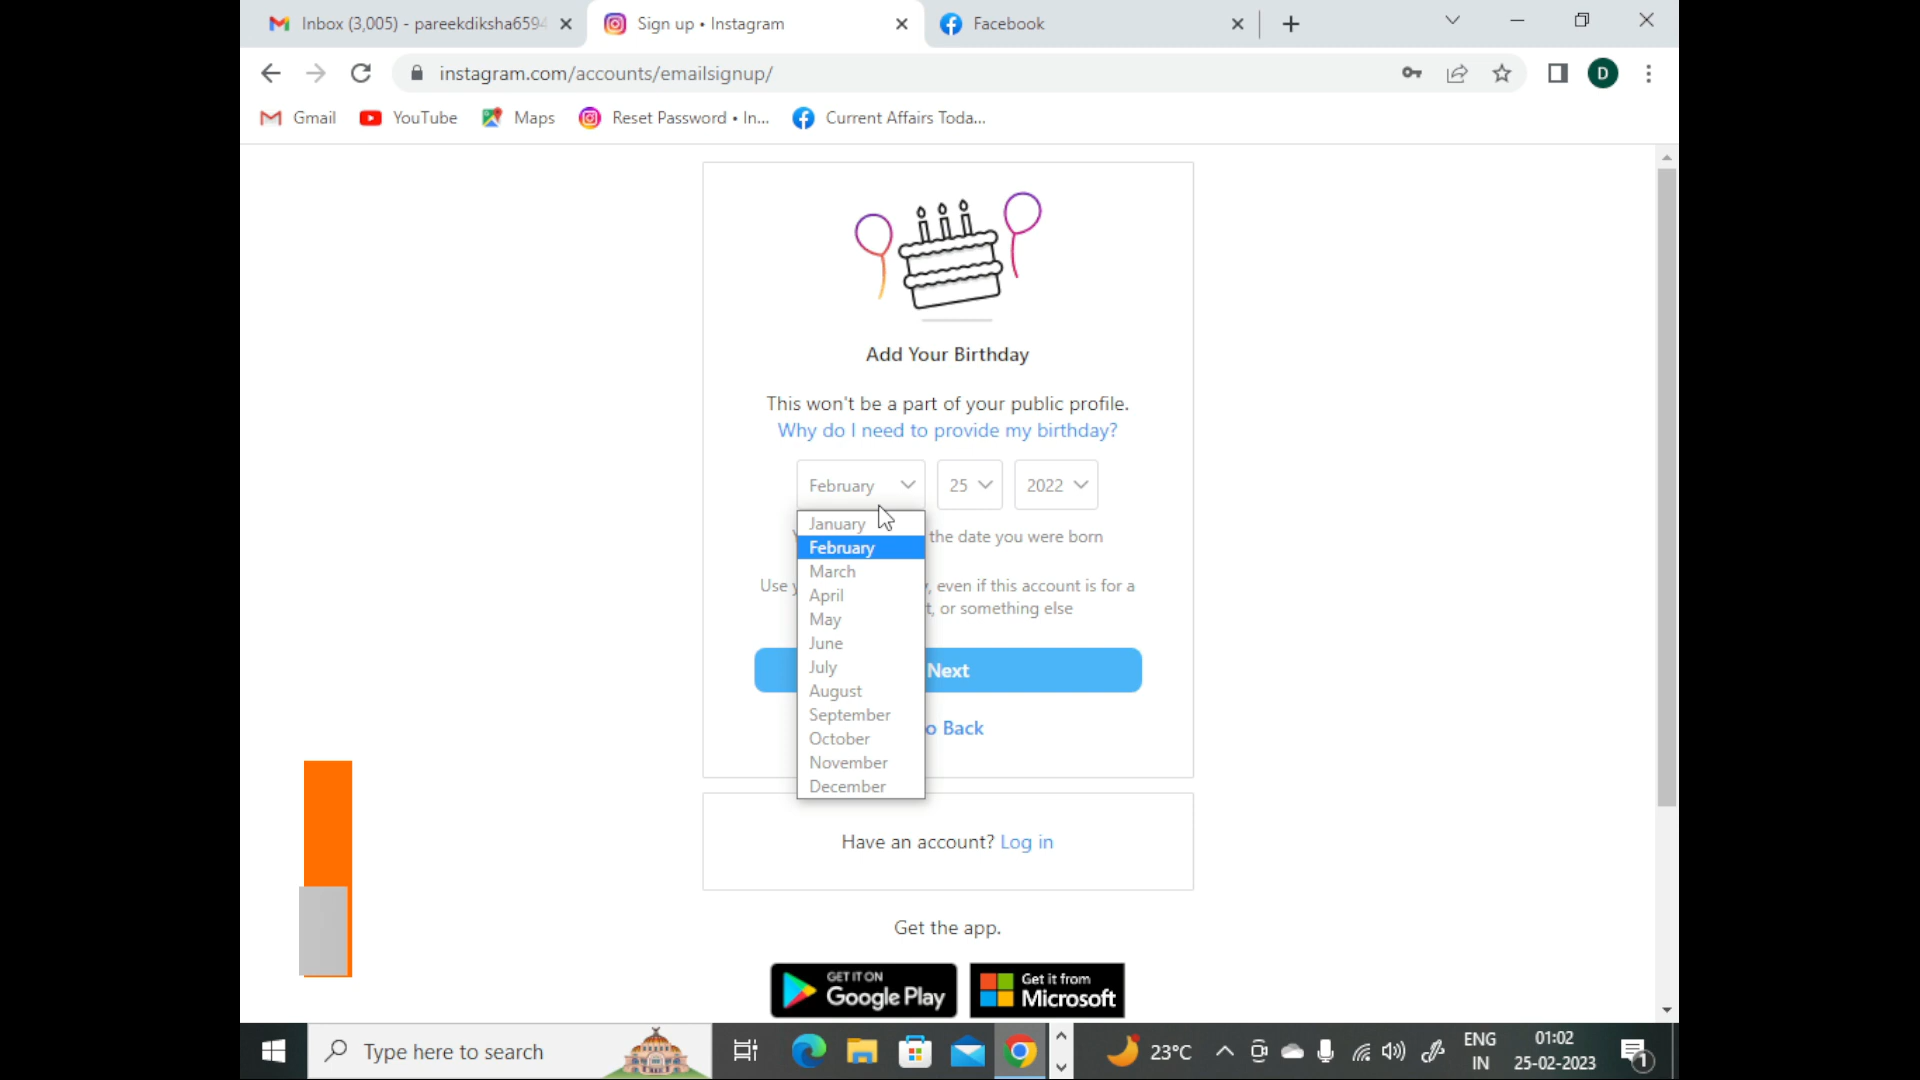 Inbox (3,005) - pareekdiksha6594
Sign up • Instagram
Facebook
instagram.com/accounts/emailsignup/
D
Gmail
YouTube
Maps
Reset Password • In...
Current Affairs Toda...
Add Your Birthday
This won't be a part of your public profile.
Why do I need to provide my birthday?
February 25 2022
January
the date you were born
February
March
Use
, even if this account is for a
April
t, or something else
May
June
July
Next
August
September
o Back
October
November
December
Have an account? Log in
Get the app.
GET IT ON
Google Play
Get it from
Microsoft
Type here to search
23°C
ENG
IN
01:02
25-02-2023
1